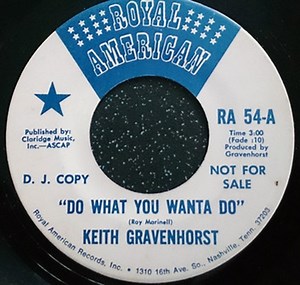 ROYAL
AMERICAN
Published by:
Claridge Music,
Inc.—ASCAP
RA 54-A
Time 3:00
(Fade :10)
Produced by
Gravenhorst
D. J. COPY
NOT FOR
SALE
"DO WHAT YOU WANTA DO"
(Ray Marinell)
KEITH GRAVENHORST
Royal American Records, Inc. • 1310 16th Ave. So., Nashville, Tenn. 37203